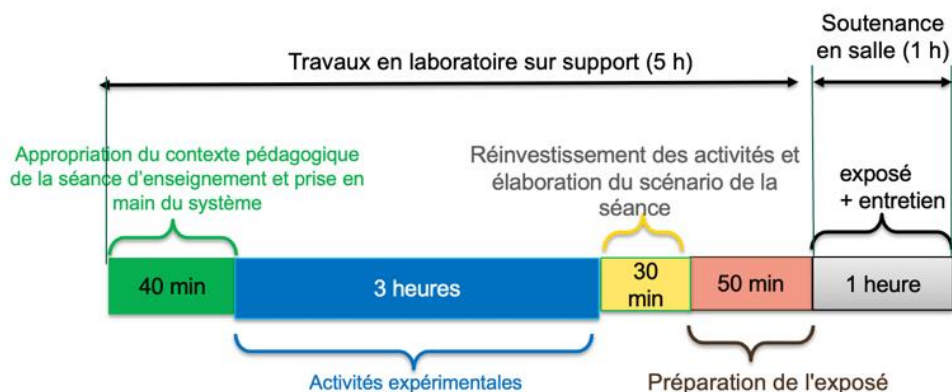 Soutenance
en salle (1 h)
Travaux en laboratoire sur support (5 h)
Appropriation du contexte pédagogique
de la séance d'enseignement et prise en
main du système
Réinvestissement des activités et
élaboration du scénario de la
séance
exposé
+ entretien
40 min
3 heures
30
min
50 min
1 heure
Activités expérimentales
Préparation de l'exposé